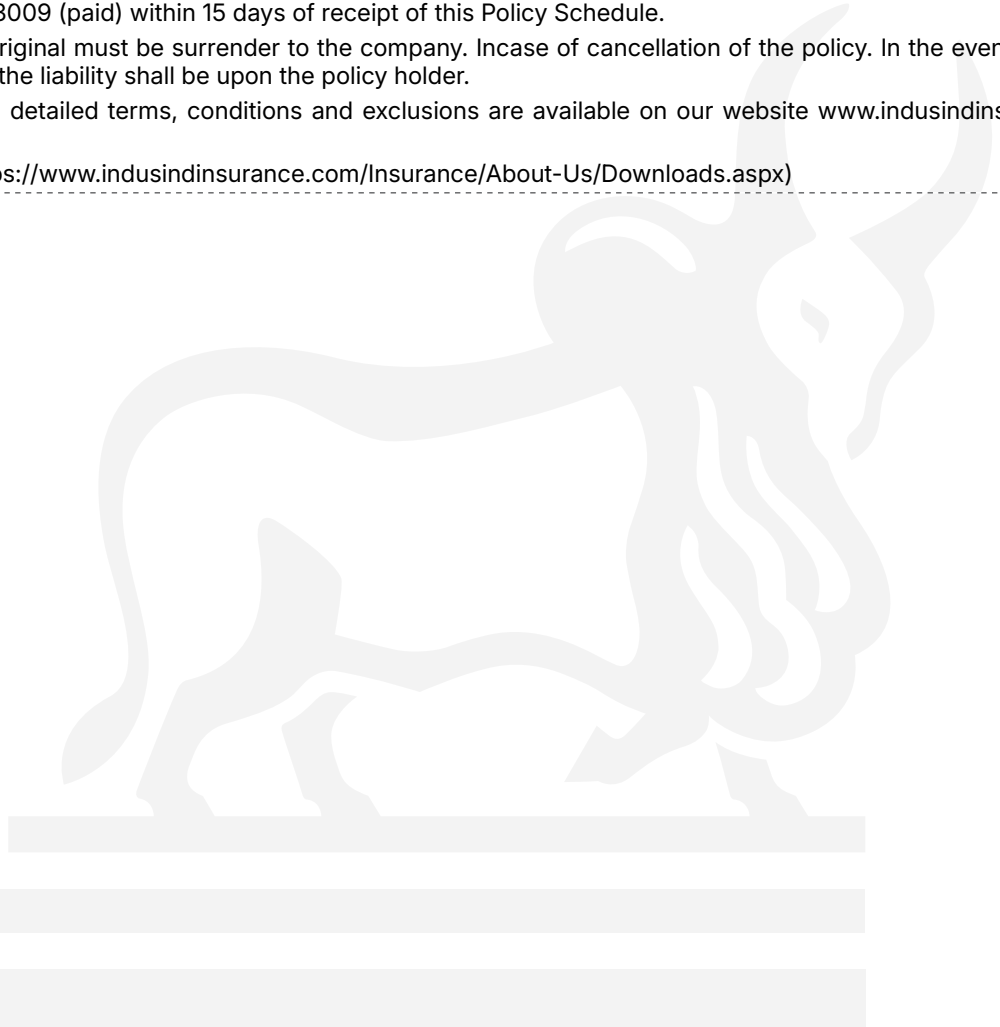 3009 (paid) within 15 days of receipt of this Policy Schedule.
riginal must be surrender to the company. Incase of cancellation of the policy. In the even
the liability shall be upon the policy holder.
detailed terms, conditions and exclusions are available on our website www.indusindins
ps://www.indusindinsurance.com/Insurance/About-Us/Downloads.aspx)